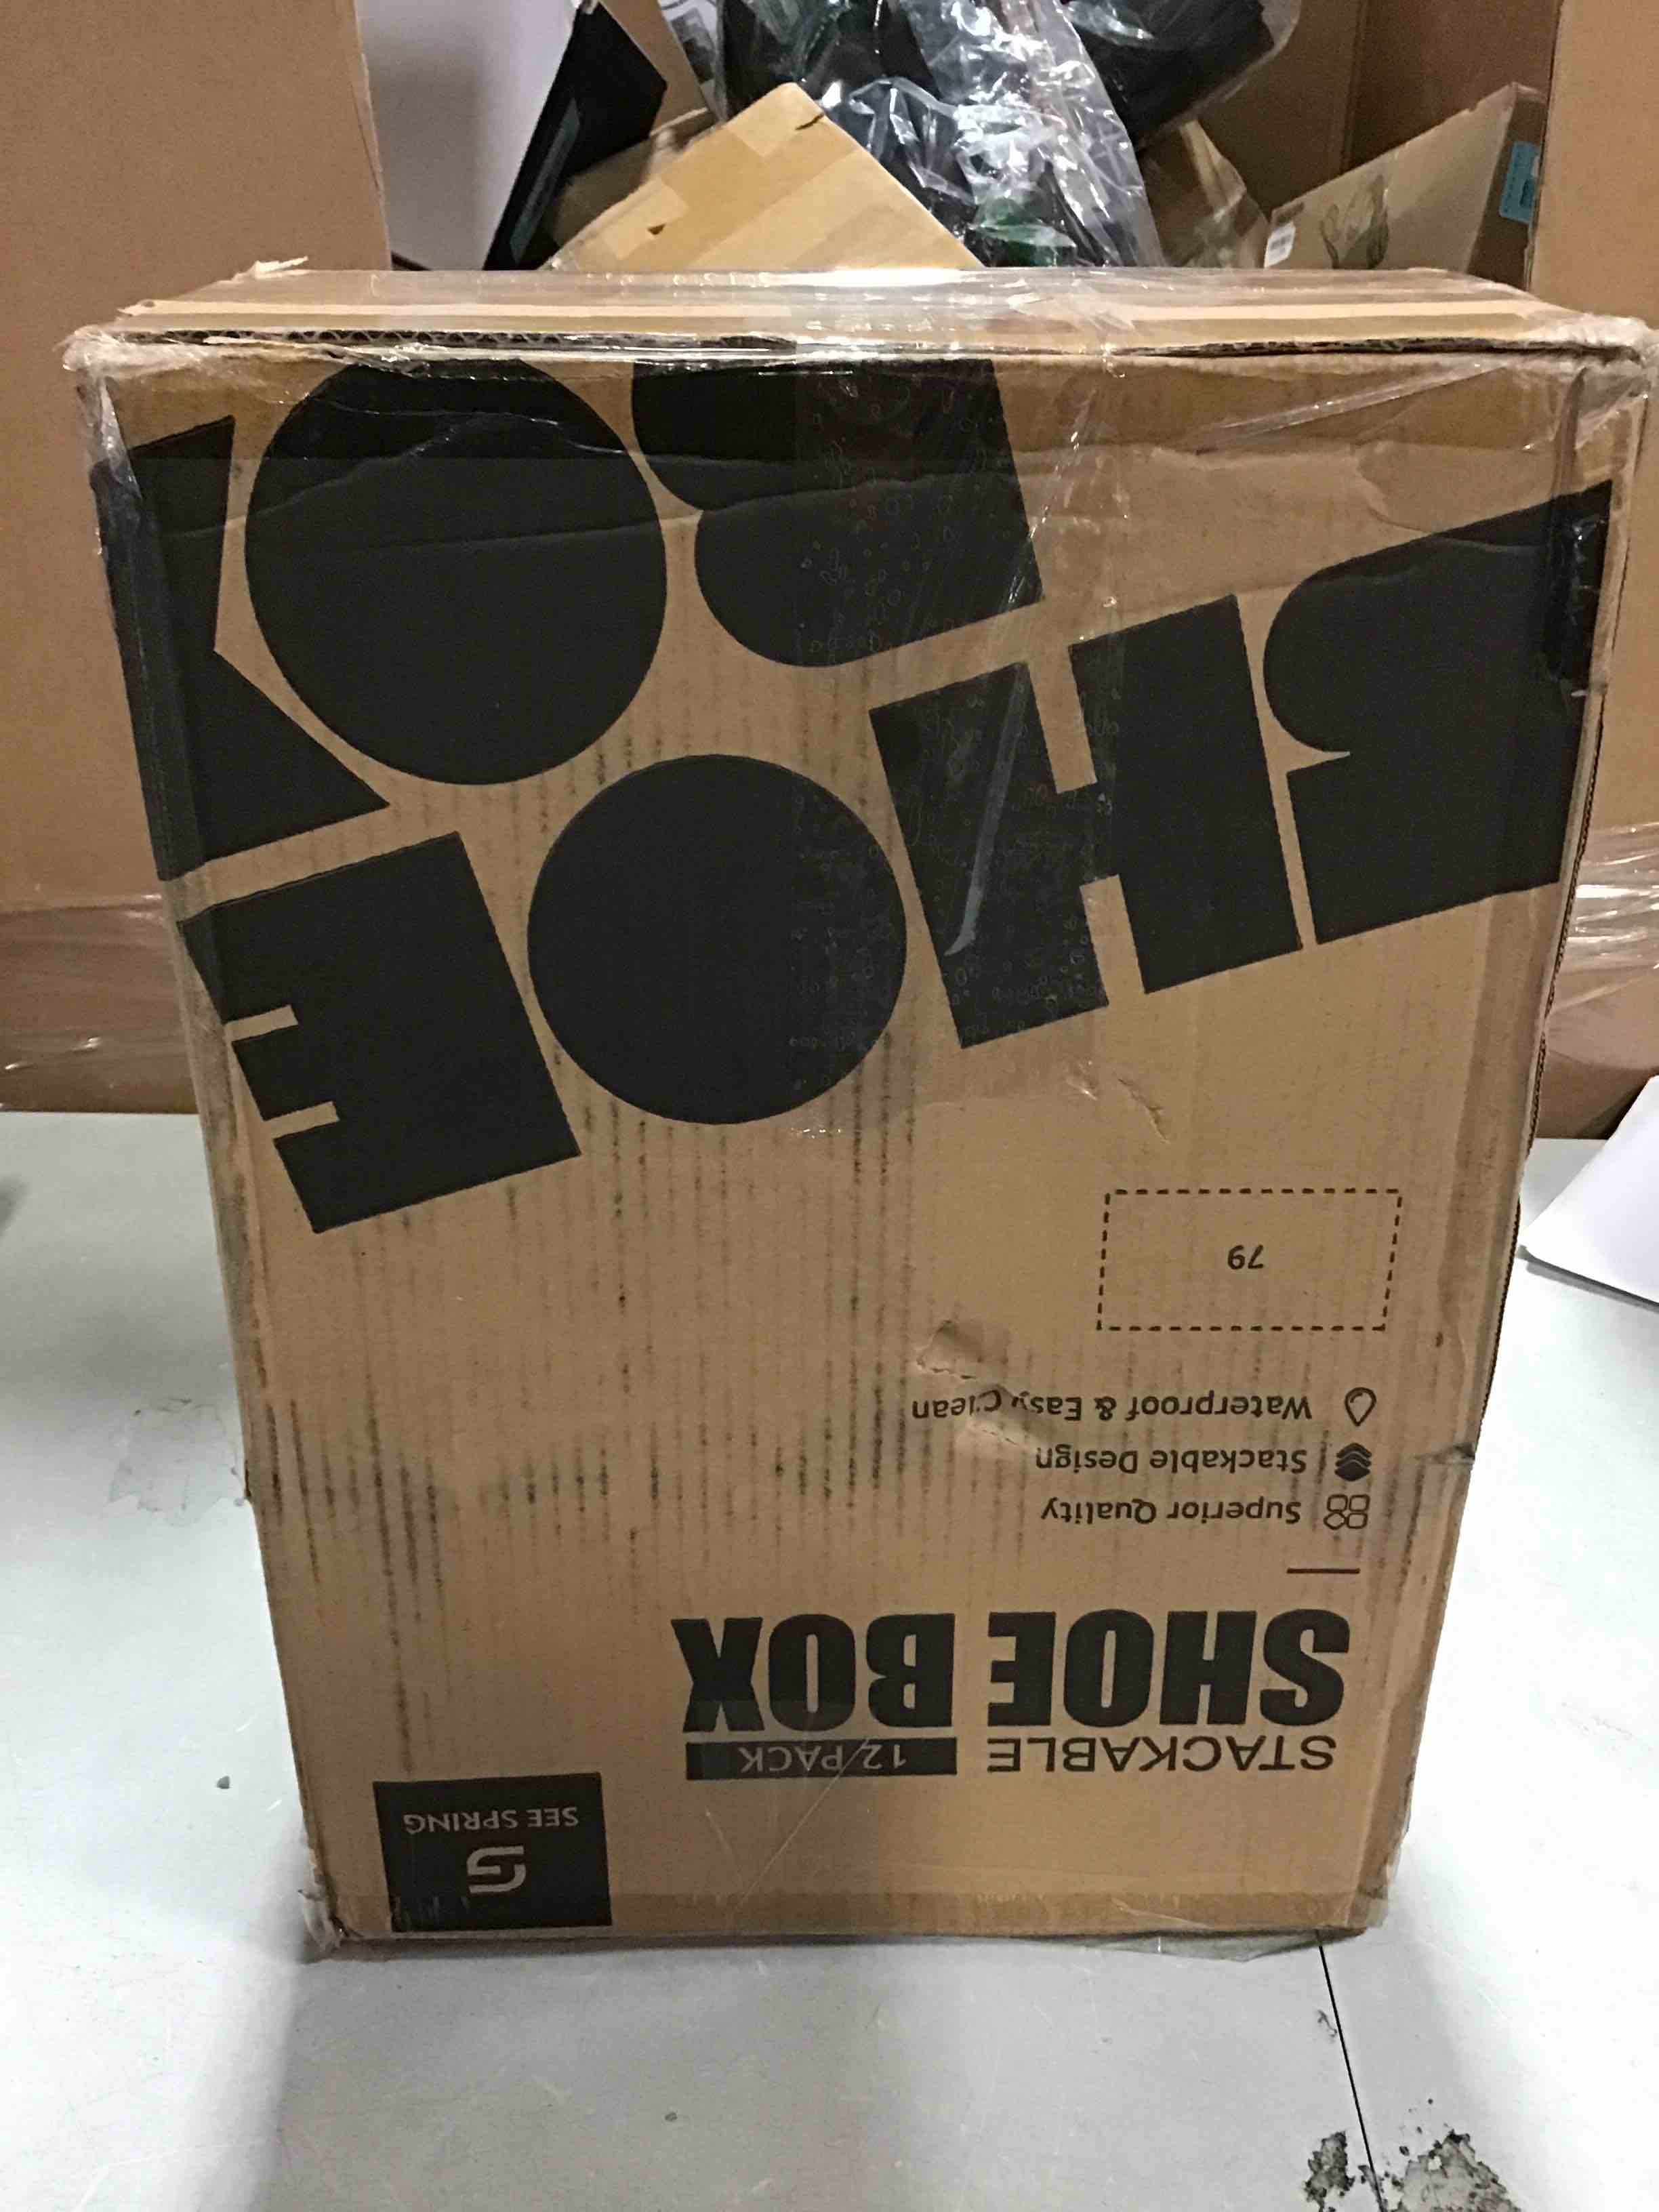 SEE SPRING
STACKABLE 12 PACK
SHOE BOX
Superior Quality
Stackable Design
Waterproof & Easy Clean
79
SHOE
BOX